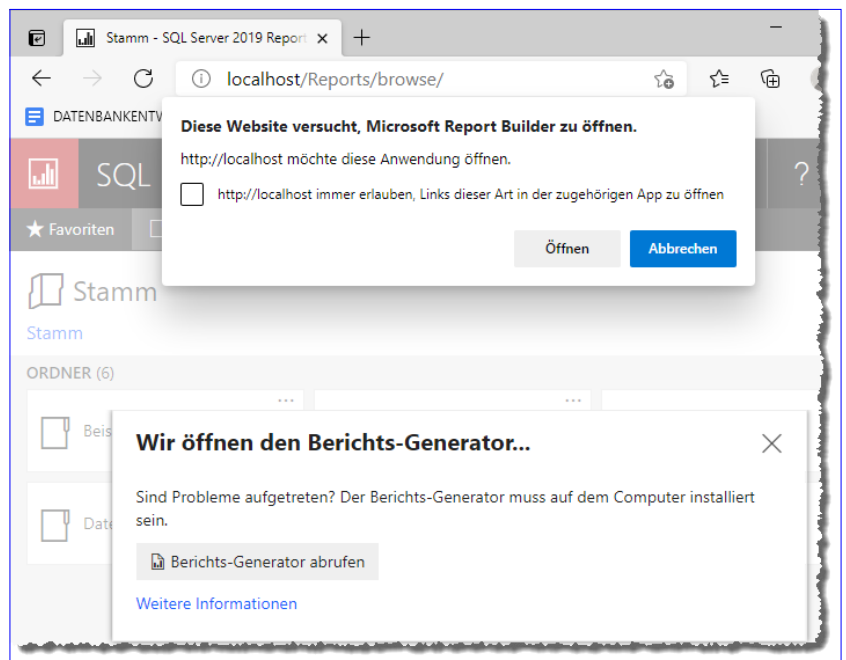 Stamm - SQL Server 2019 Report
localhost/Reports/browse/
DATENBANKENTW
Diese Website versucht, Microsoft Report Builder zu öffnen.
http://localhost möchte diese Anwendung öffnen.
http://localhost immer erlauben, Links dieser Art in der zugehörigen App zu öffnen
Öffnen Abbrechen
SQL ?
Favoriten
Stamm
Stamm
ORDNER (6)
Beis
Wir öffnen den Berichts-Generator...
Sind Probleme aufgetreten? Der Berichts-Generator muss auf dem Computer installiert
sein.
Date
Berichts-Generator abrufen
Weitere Informationen